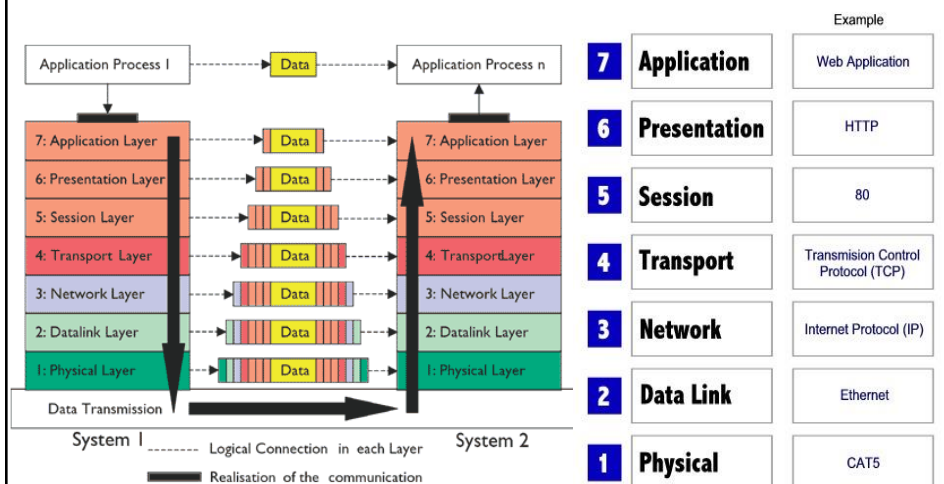 Application Process 1
Data
Application Process n
7: Application Layer
Data
7: Application Layer
6: Presentation Layer
Data
6: Presentation Layer
5: Session Layer
Data
5: Session Layer
4: Transport Layer
Data
4: TransportLayer
3: Network Layer
Data
3: Network Layer
2: Datalink Layer
Data
2: Datalink Layer
1: Physical Layer
Data
1: Physical Layer
Data Transmission
System 1
System 2
Logical Connection in each Layer
Realisation of the communication
Example
7
Application
Web Application
6
Presentation
HTTP
5
Session
80
4
Transport
Transmision Control
Protocol (TCP)
3
Network
Internet Protocol (IP)
2
Data Link
Ethernet
1
Physical
CAT5